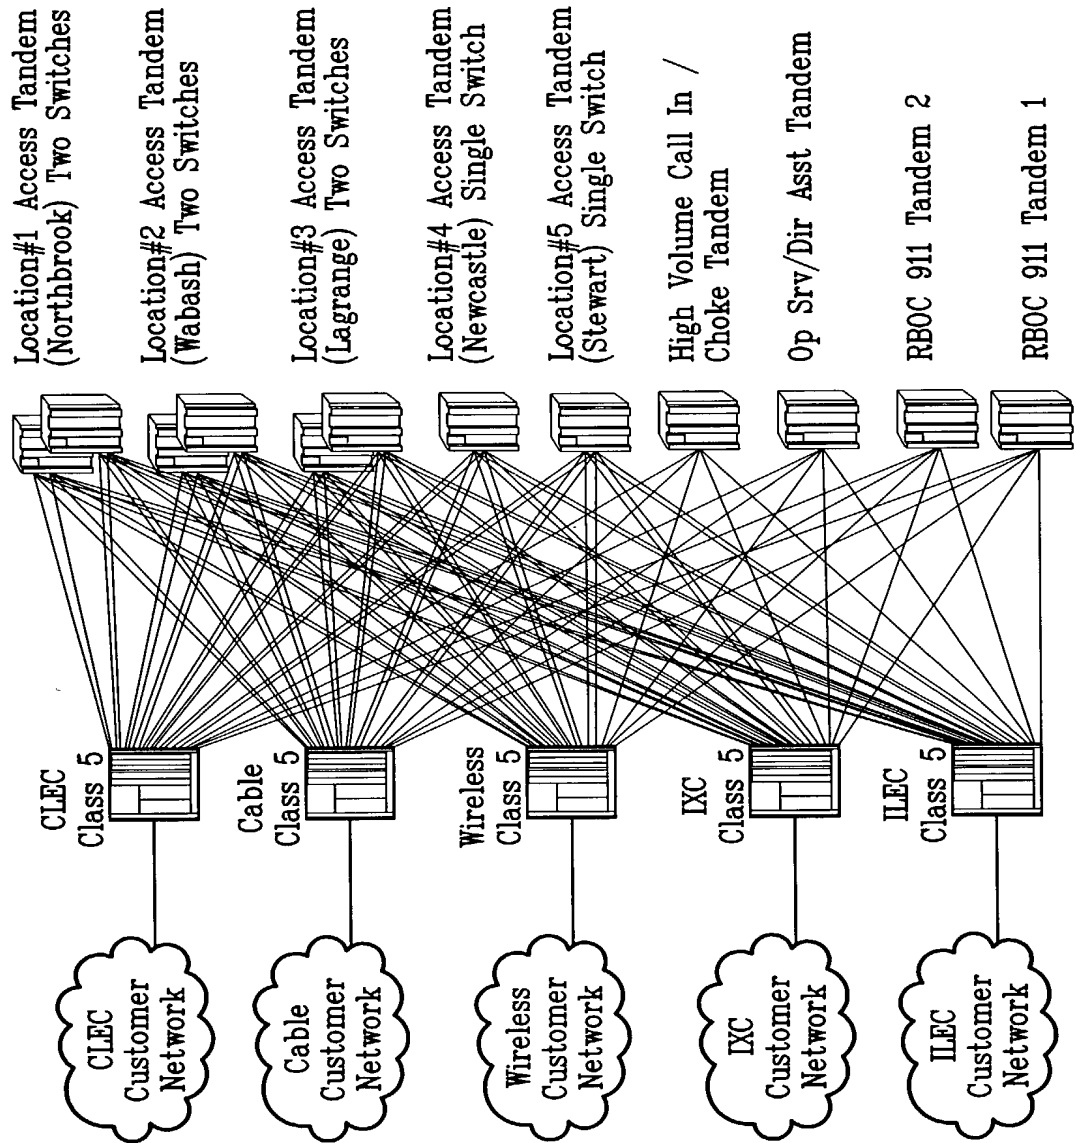 Location#1 Access Tandem
(Northbrook) Two Switches
Location#2 Access Tandem
(Wabash) Two Switches
Location#3 Access Tandem
(Lagrange) Two Switches
Location#4 Access Tandem
(Newcastle) Single Switch
Location#5 Access Tandem
(Stewart) Single Switch
High Volume Call In /
Choke Tandem
Op Srv/Dir Asst Tandem
RBOC 911 Tandem 2
RBOC 911 Tandem 1
CLEC
Class 5
Cable
Class 5
Wireless
Class 5
IXC
Class 5
ILEC
Class 5
CLEC
Customer
Network
Cable
Customer
Network
Wireless
Customer
Network
IXC
Customer
Network
ILEC
Customer
Network